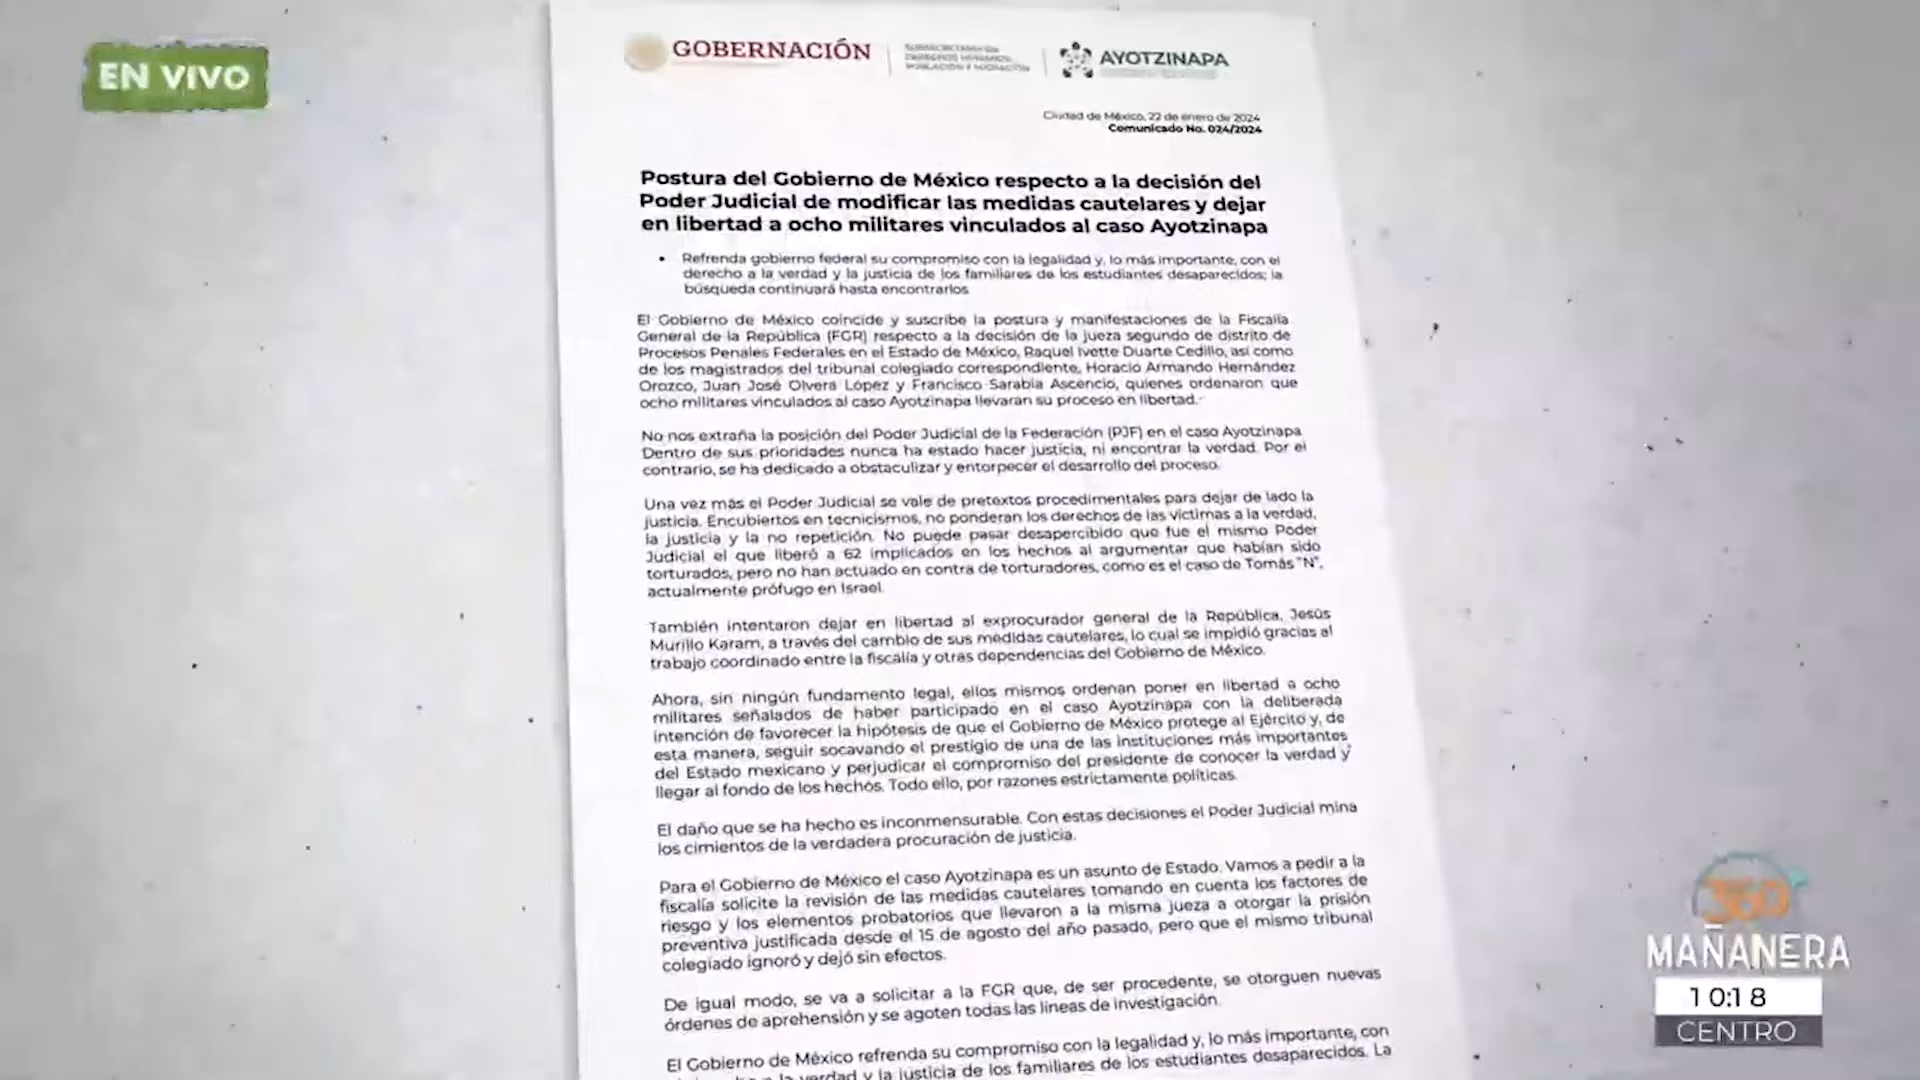 EN VIVO
GOBERNACIÓN
SUBSECRETARÍA DE
DERECHOS HUMANOS,
POBLACIÓN Y MIGRACIÓN
AYOTZINAPA
Ciudad de México, 22 de enero de 2024
Comunicado No. 024/2024
Postura del Gobierno de México respecto a la decisión del
Poder Judicial de modificar las medidas cautelares y dejar
en libertad a ocho militares vinculados al caso Ayotzinapa
• Refrenda gobierno federal su compromiso con la legalidad y, lo más importante, con el
derecho a la verdad y la justicia de los familiares de los estudiantes desaparecidos; la
búsqueda continuará hasta encontrarlos
El Gobierno de México coincide y suscribe la postura y manifestaciones de la Fiscalía
General de la República (FGR) respecto a la decisión de la jueza segundo de distrito de
Procesos Penales Federales en el Estado de México, Raquel Ivette Duarte Cedillo, así como
de los magistrados del tribunal colegiado correspondiente, Horacio Armando Hernández
Orozco, Juan José Olvera López y Francisco Sarabia Ascencio, quienes ordenaron que
ocho militares vinculados al caso Ayotzinapa llevaran su proceso en libertad.
No nos extraña la posición del Poder Judicial de la Federación (PJF) en el caso Ayotzinapa.
Dentro de sus prioridades nunca ha estado hacer justicia, ni encontrar la verdad. Por el
contrario, se ha dedicado a obstaculizar y entorpecer el desarrollo del proceso.
Una vez más el Poder Judicial se vale de pretextos procedimentales para dejar de lado la
justicia. Encubiertos en tecnicismos, no ponderan los derechos de las víctimas a la verdad,
la justicia y la no repetición. No puede pasar desapercibido que fue el mismo Poder
Judicial el que liberó a 62 implicados en los hechos al argumentar que habían sido
torturados, pero no han actuado en contra de torturadores, como es el caso de Tomás "N",
actualmente prófugo en Israel.
También intentaron dejar en libertad al exprocurador general de la República, Jesús
Murillo Karam, a través del cambio de sus medidas cautelares, lo cual se impidió gracias al
trabajo coordinado entre la fiscalía y otras dependencias del Gobierno de México.
Ahora, sin ningún fundamento legal, ellos mismos ordenan poner en libertad a ocho
militares señalados de haber participado en el caso Ayotzinapa con la deliberada
intención de favorecer la hipótesis de que el Gobierno de México protege al Ejército y, de
esta manera, seguir socavando el prestigio de una de las instituciones más importantes
del Estado mexicano y perjudicar el compromiso del presidente de conocer la verdad y
llegar al fondo de los hechos. Todo ello, por razones estrictamente políticas.
El daño que se ha hecho es inconmensurable. Con estas decisiones el Poder Judicial mina
los cimientos de la verdadera procuración de justicia.
Para el Gobierno de México el caso Ayotzinapa es un asunto de Estado. Vamos a pedir a la
fiscalía solicite la revisión de las medidas cautelares tomando en cuenta los factores de
riesgo y los elementos probatorios que llevaron a la misma jueza a otorgar la prisión
preventiva justificada desde el 15 de agosto del año pasado, pero que el mismo tribunal
colegiado ignoró y dejó sin efectos.
De igual modo, se va a solicitar a la FGR que, de ser procedente, se otorguen nuevas
órdenes de aprehensión y se agoten todas las líneas de investigación.
El Gobierno de México refrenda su compromiso con la legalidad y, lo más importante, con
la verdad y la justicia de los familiares de los estudiantes desaparecidos. La
360
MAÑANERA
10:18
CENTRO